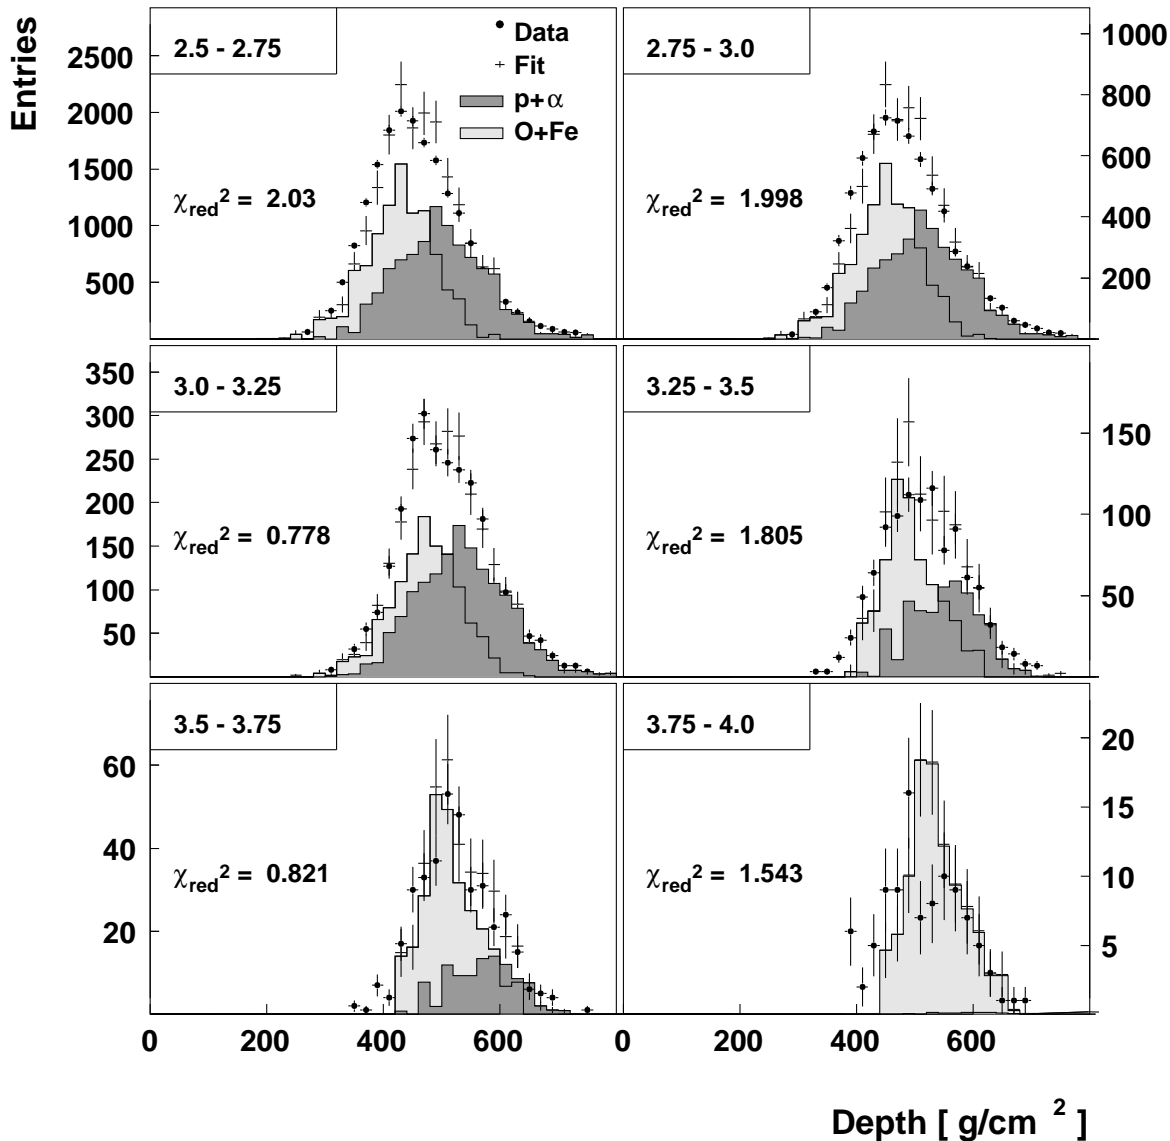 Entries
2.5 - 2.75
Data
Fit
p+α
O+Fe
χred2 = 2.03
2500
2000
1500
1000
500
2.75 - 3.0
χred2 = 1.998
1000
800
600
400
200
3.0 - 3.25
χred2 = 0.778
350
300
250
200
150
100
50
3.25 - 3.5
χred2 = 1.805
150
100
50
3.5 - 3.75
χred2 = 0.821
60
40
20
3.75 - 4.0
χred2 = 1.543
20
15
10
5
0 200 400 600
0 200 400 600
Depth [ g/cm 2 ]